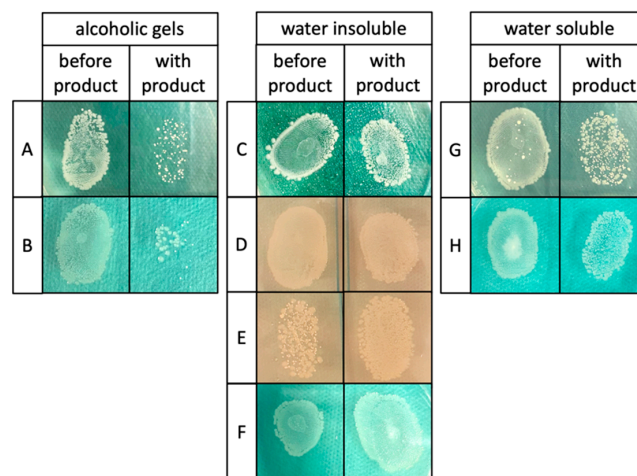 alcoholic gels
before product
with product
A
B
water insoluble
before product
with product
C
D
E
F
water soluble
before product
with product
G
H